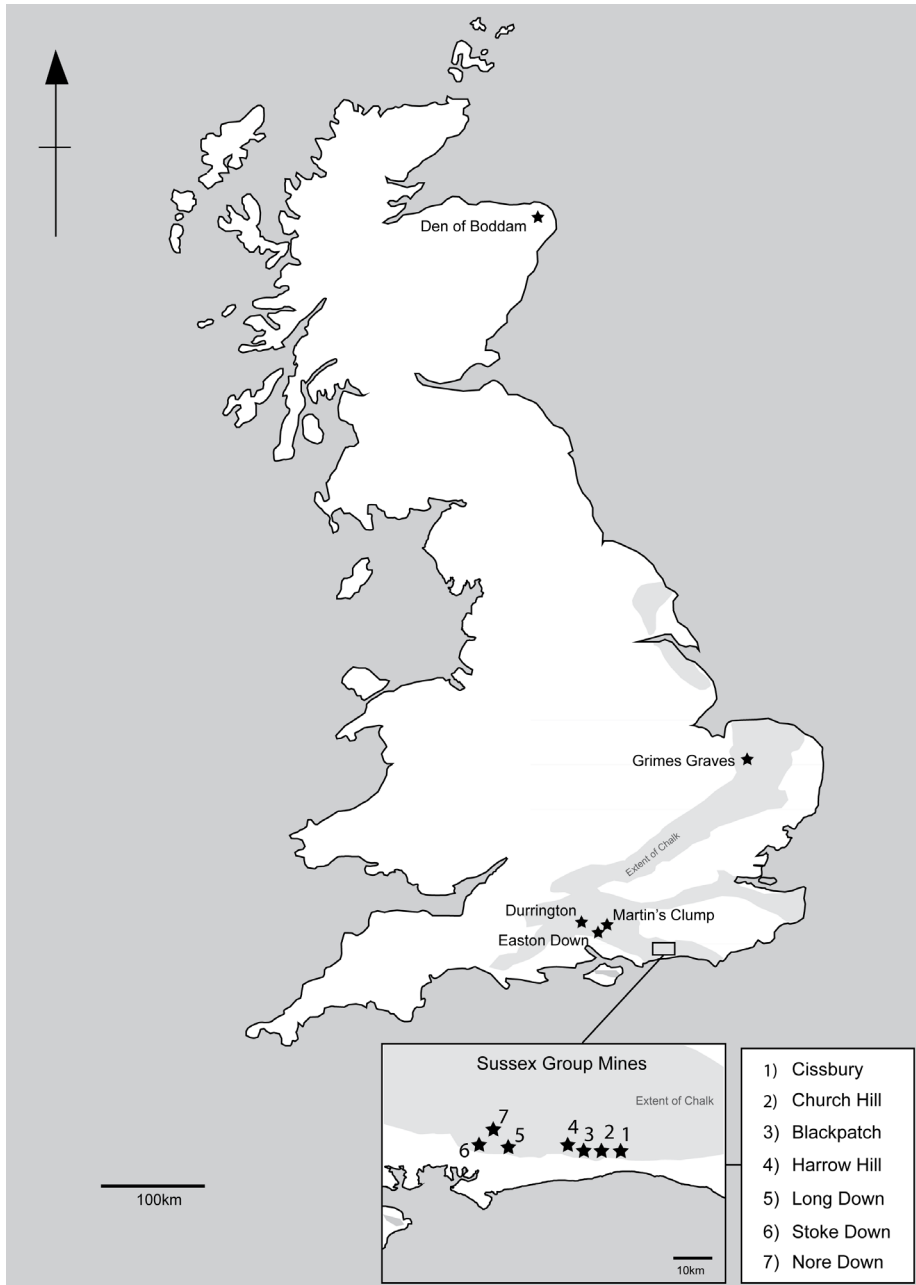 Den of Boddam
Grimes Graves
Extent of Chalk
Durrington
Martin's Clump
Easton Down
Sussex Group Mines
Extent of Chalk
7
4
3
2
1
5
6
10km
100km
1) Cissbury
2) Church Hill
3) Blackpatch
4) Harrow Hill
5) Long Down
6) Stoke Down
7) Nore Down